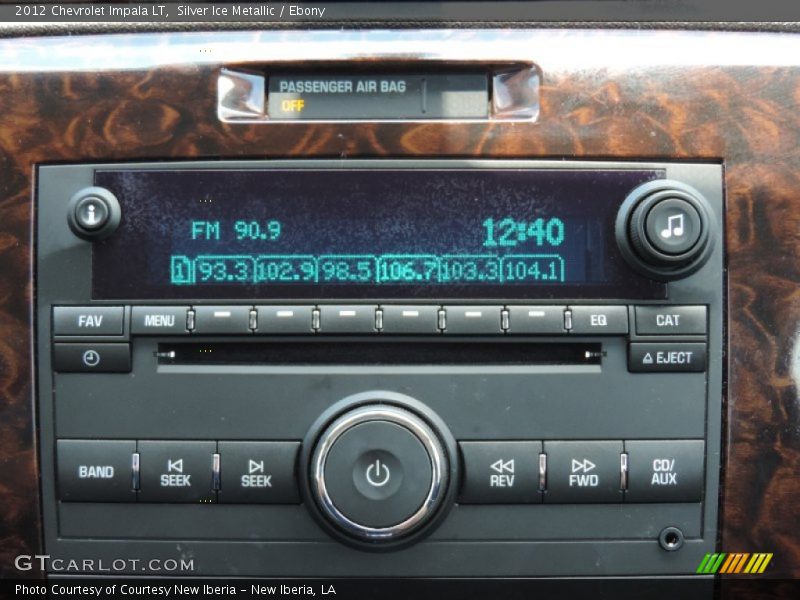 2012 Chevrolet Impala LT, Silver Ice Metallic / Ebony
PASSENGER AIR BAG
OFF
i
FM 90.9 12:40
1 93.3 102.9 98.5 106.7 103.3 104.1
FAV MENU EQ CAT
EJECT
BAND SEEK SEEK REV FWD CD/
AUX
GTCARLOT.COM
Photo Courtesy of Courtesy New Iberia - New Iberia, LA